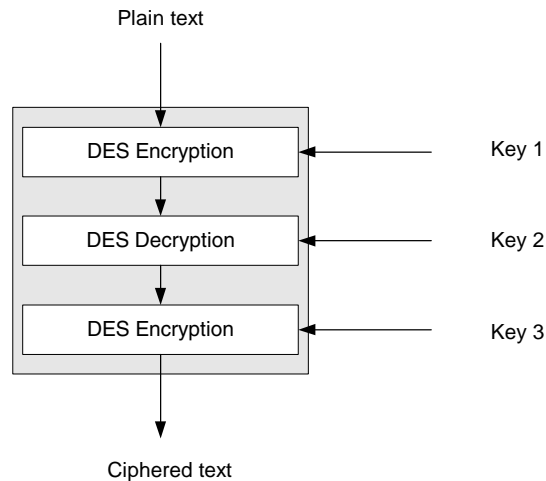 Plain text
DES Encryption
Key 1
DES Decryption
Key 2
DES Encryption
Key 3
Ciphered text